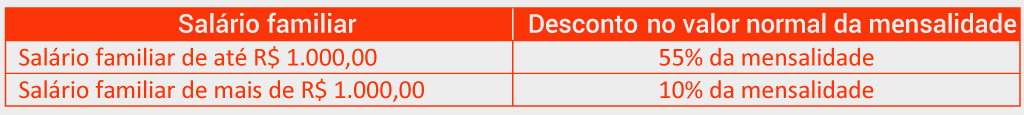 Salário familiar Desconto no valor normal da mensalidade
Salário familiar de até R$ 1.000,00 55% da mensalidade
Salário familiar de mais de R$ 1.000,00 10% da mensalidade